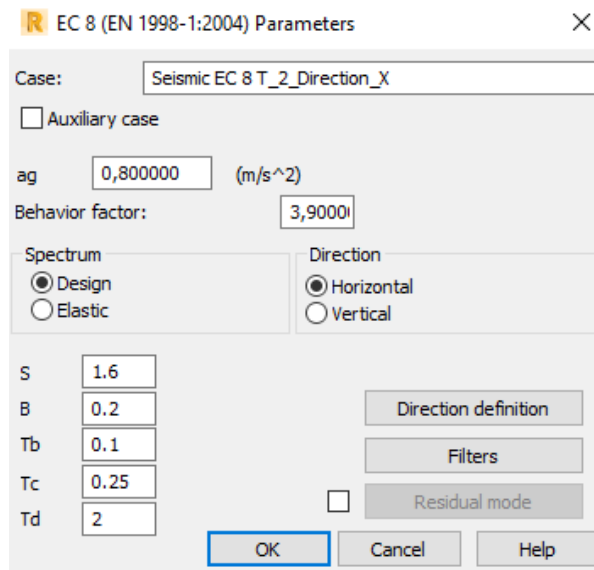 R EC 8 (EN 1998-1:2004) Parameters
Case: Seismic EC 8 T_2_Direction_X
Auxiliary case
ag 0,800000 (m/s^2)
Behavior factor: 3,9000
Spectrum Direction
Design Horizontal
Elastic Vertical
S 1.6
B 0.2 Direction definition
Tb 0.1 Filters
Tc 0.25 Residual mode
Td 2
OK Cancel Help